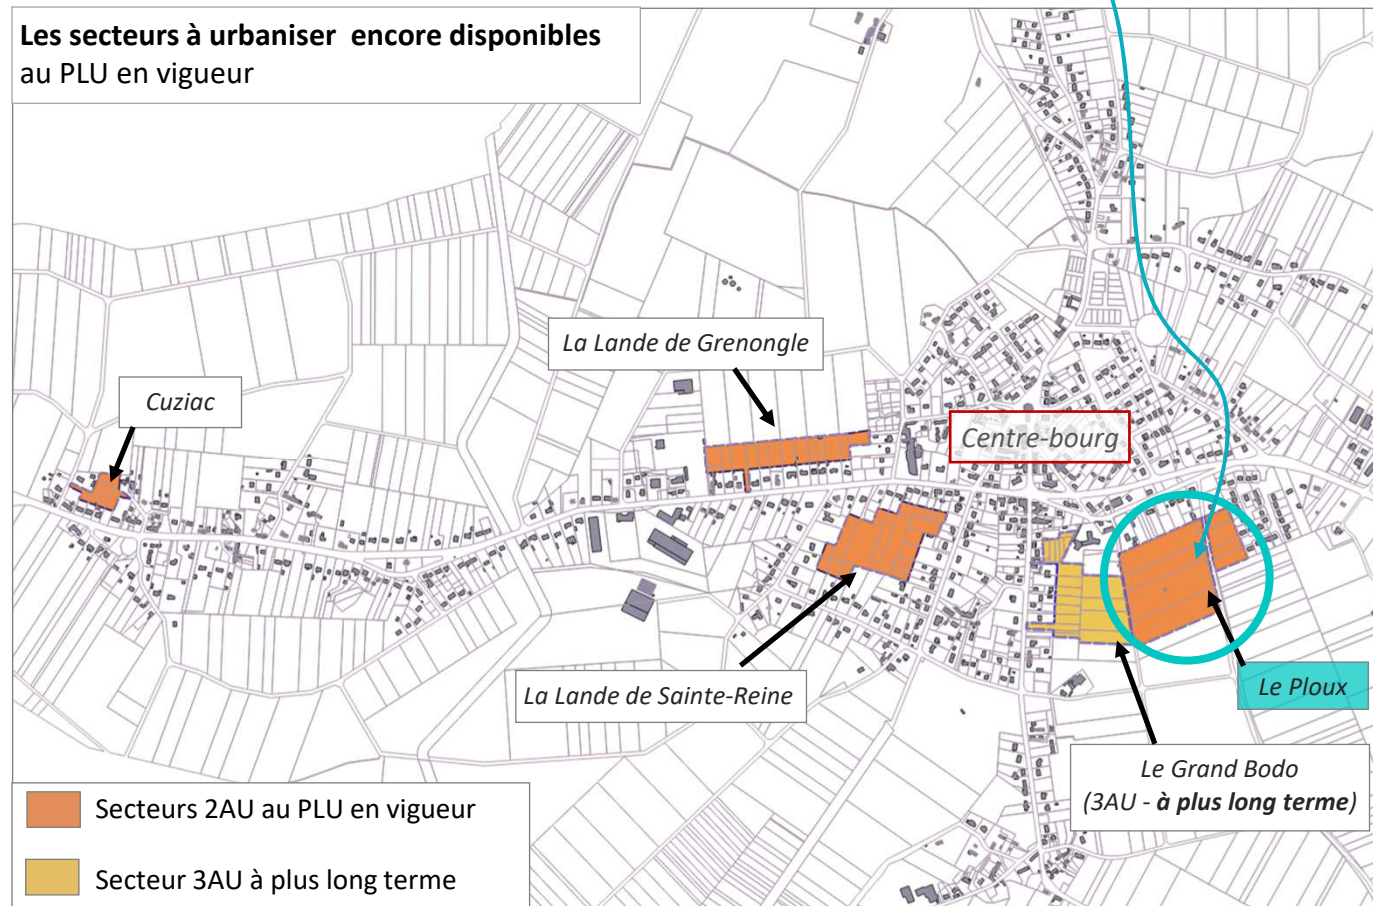 Les secteurs à urbaniser encore disponibles
au PLU en vigueur
La Lande de Grenongle
Cuziac
Centre-bourg
La Lande de Sainte-Reine
Le Ploux
Le Grand Bodo
(3AU - à plus long terme)
Secteurs 2AU au PLU en vigueur
Secteur 3AU à plus long terme